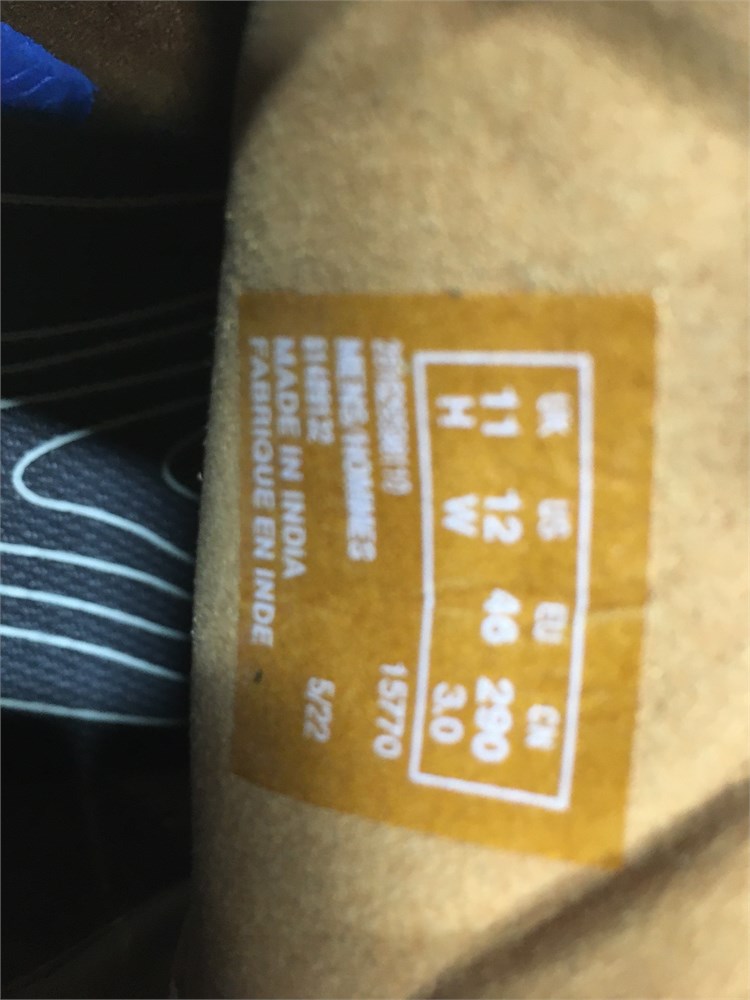 UK US EU CN
11 12 46 290
H W 3.0
15770
MENS, HOMMES
5/22
MADE IN INDIA
FABRIQUE EN INDE